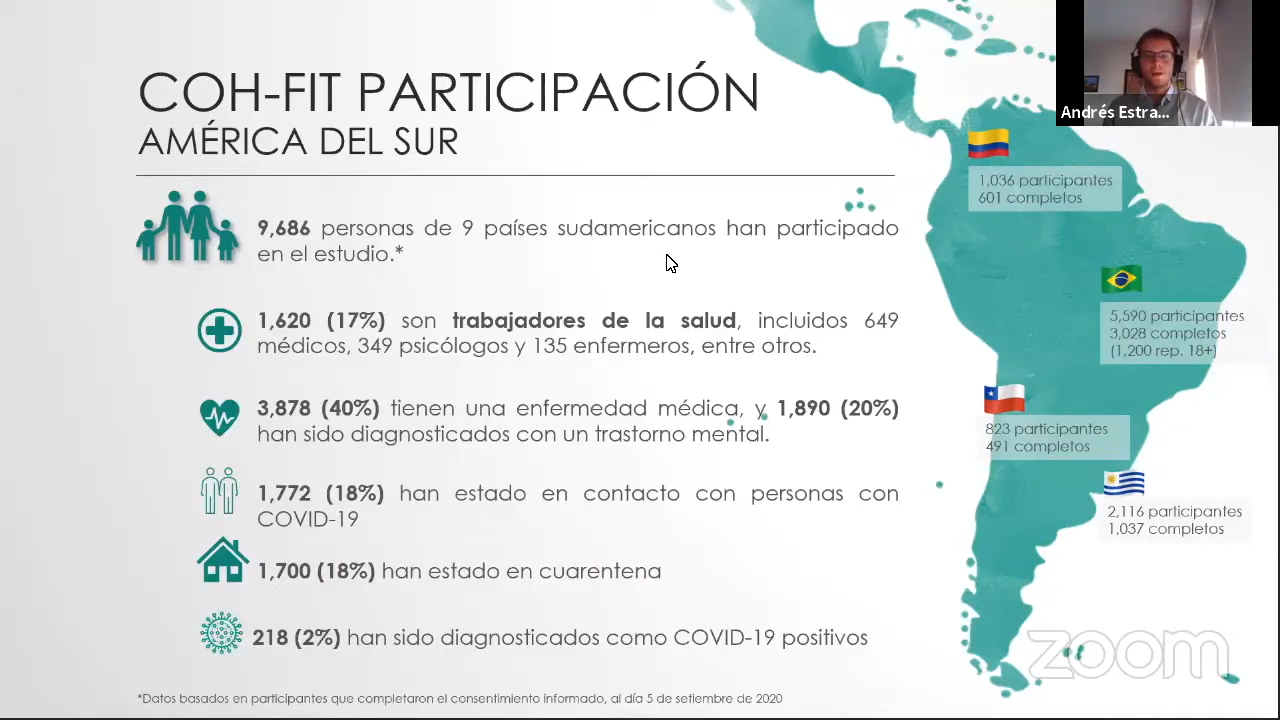 COH-FIT PARTICIPACIÓN
AMÉRICA DEL SUR
9,686 personas de 9 países sudamericanos han participado
en el estudio.*
1,620 (17%) son trabajadores de la salud, incluidos 649
médicos, 349 psicólogos y 135 enfermeros, entre otros.
3,878 (40%) tienen una enfermedad médica, y 1,890 (20%)
han sido diagnosticados con un trastorno mental.
1,772 (18%) han estado en contacto con personas con
COVID-19
1,700 (18%) han estado en cuarentena
218 (2%) han sido diagnosticados como COVID-19 positivos
*Datos basados en participantes que completaron el consentimiento informado, al día 5 de setiembre de 2020
Andrés Estra...
1,036 participantes
601 completos
5,590 participantes
3,028 completos
(1,200 rep. 18+)
823 participantes
491 completos
2,116 participantes
1,037 completos
zoom